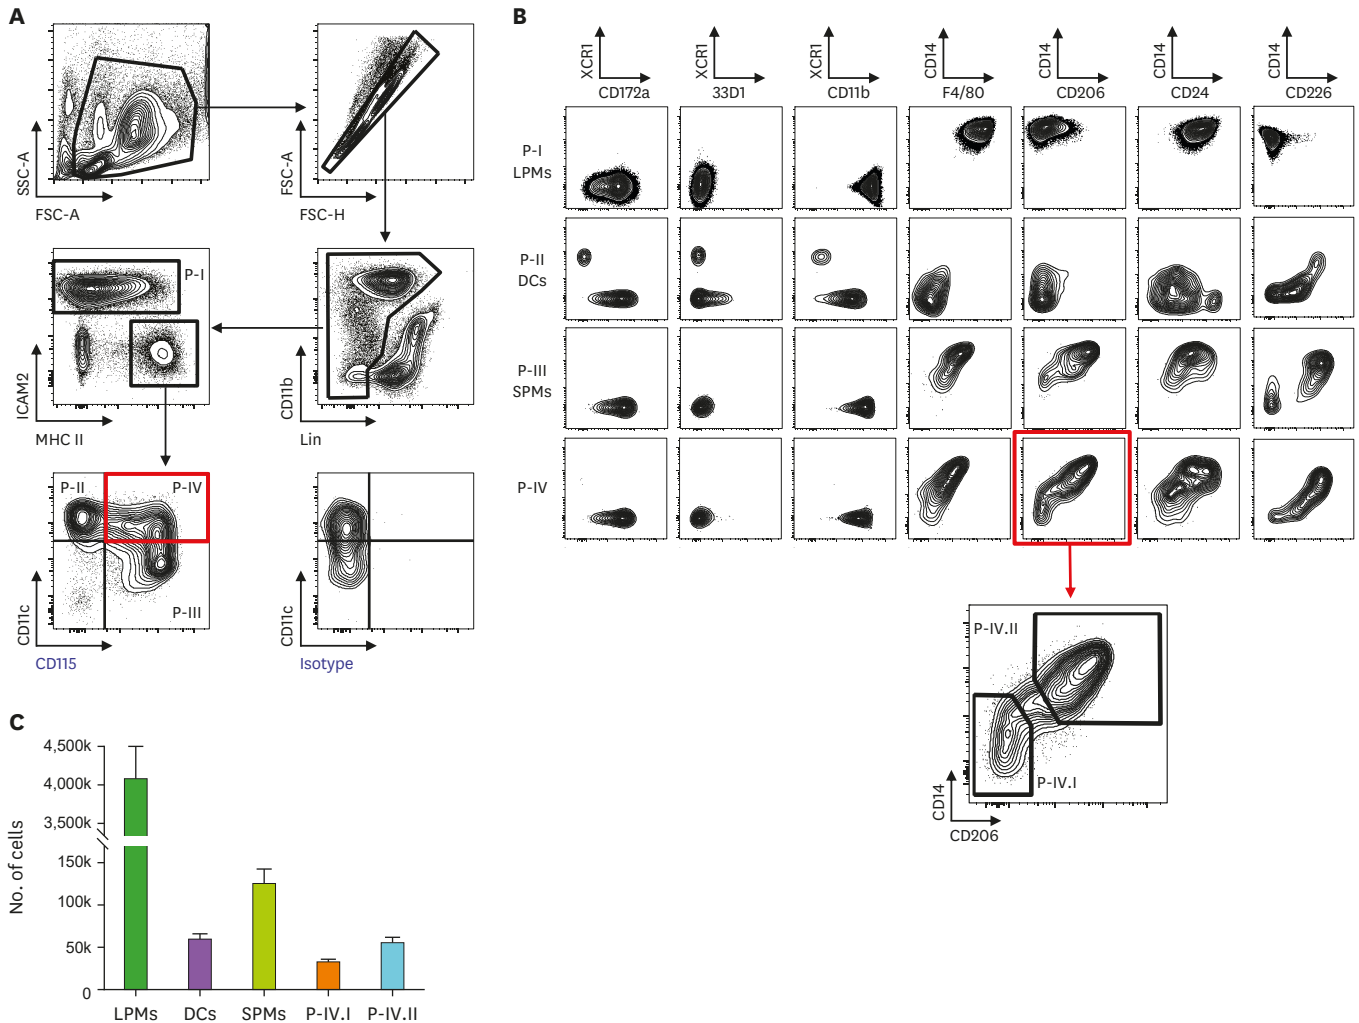 A
SSC-A
FSC-A
FSC-A
FSC-H
P-I
ICAM2
MHC II
CD11b
Lin
P-II
P-IV
P-III
CD11c
CD115
CD11c
Isotype
B
XCR1
CD172a
XCR1
33D1
XCR1
CD11b
CD14
F4/80
CD14
CD206
CD14
CD24
CD14
CD226
P-I
LPMs
P-II
DCs
P-III
SPMs
P-IV
P-IV.II
P-IV.I
CD14
CD206
C
No. of cells
4,500k
4,000k
3,500k
150k
100k
50k
0
LPMs
DCs
SPMs
P-IV.I
P-IV.II